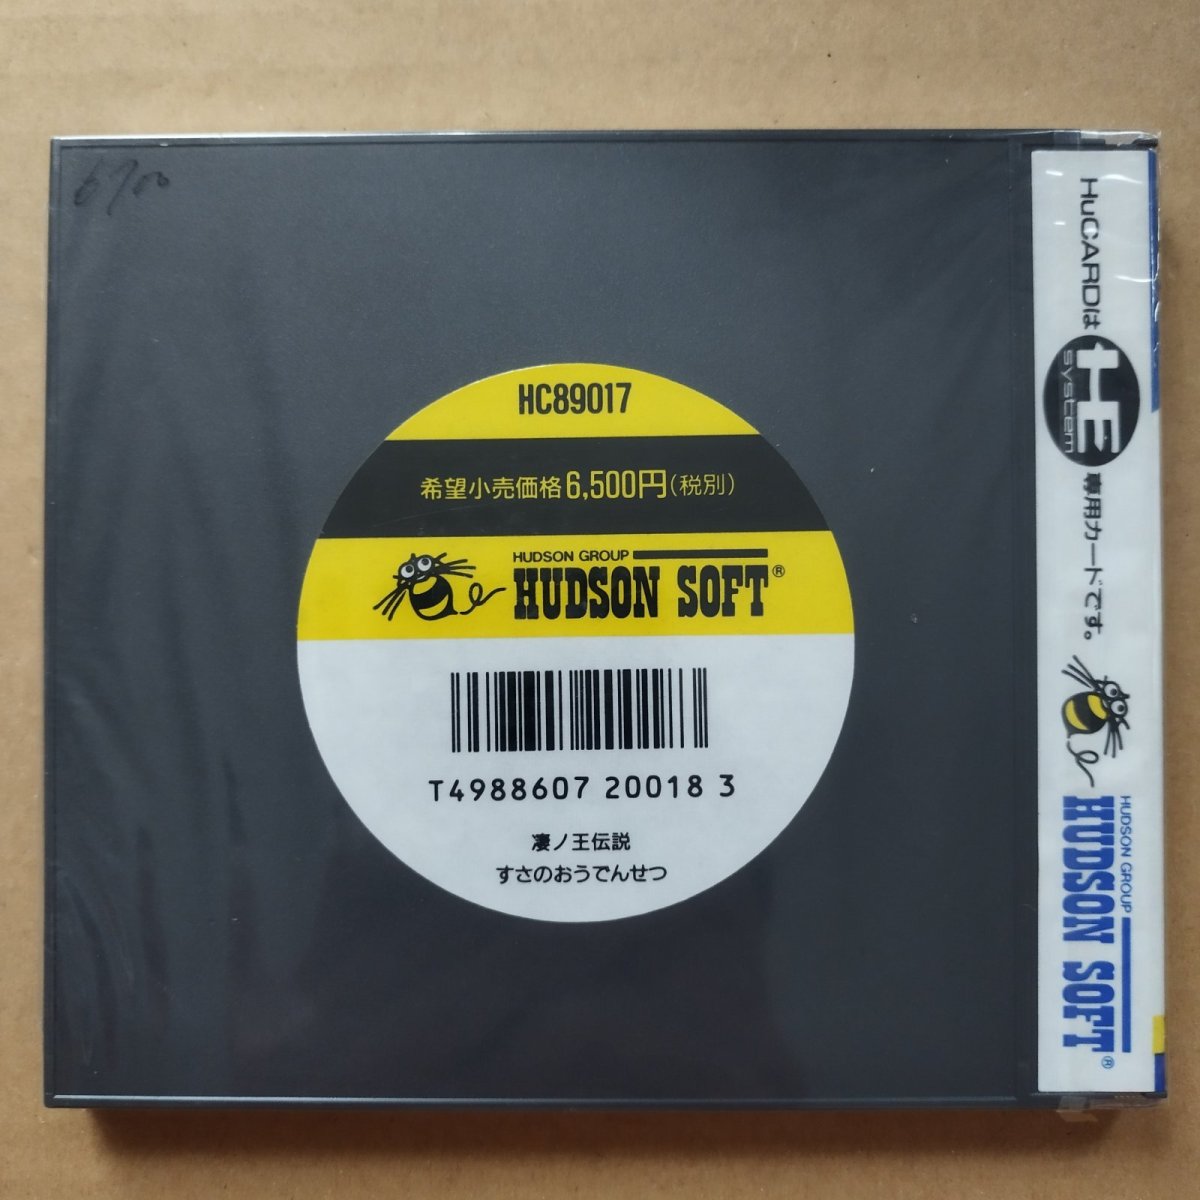 6700
HC89017
希望小売価格6,500円(税別)
HUDSON GROUP
HUDSON SOFT®
T4988607 20018 3
凄ノ王伝説
すさのおうでんせつ
HuCARDは HE system 専用カードです。
HUDSON GROUP
HUDSON SOFT®